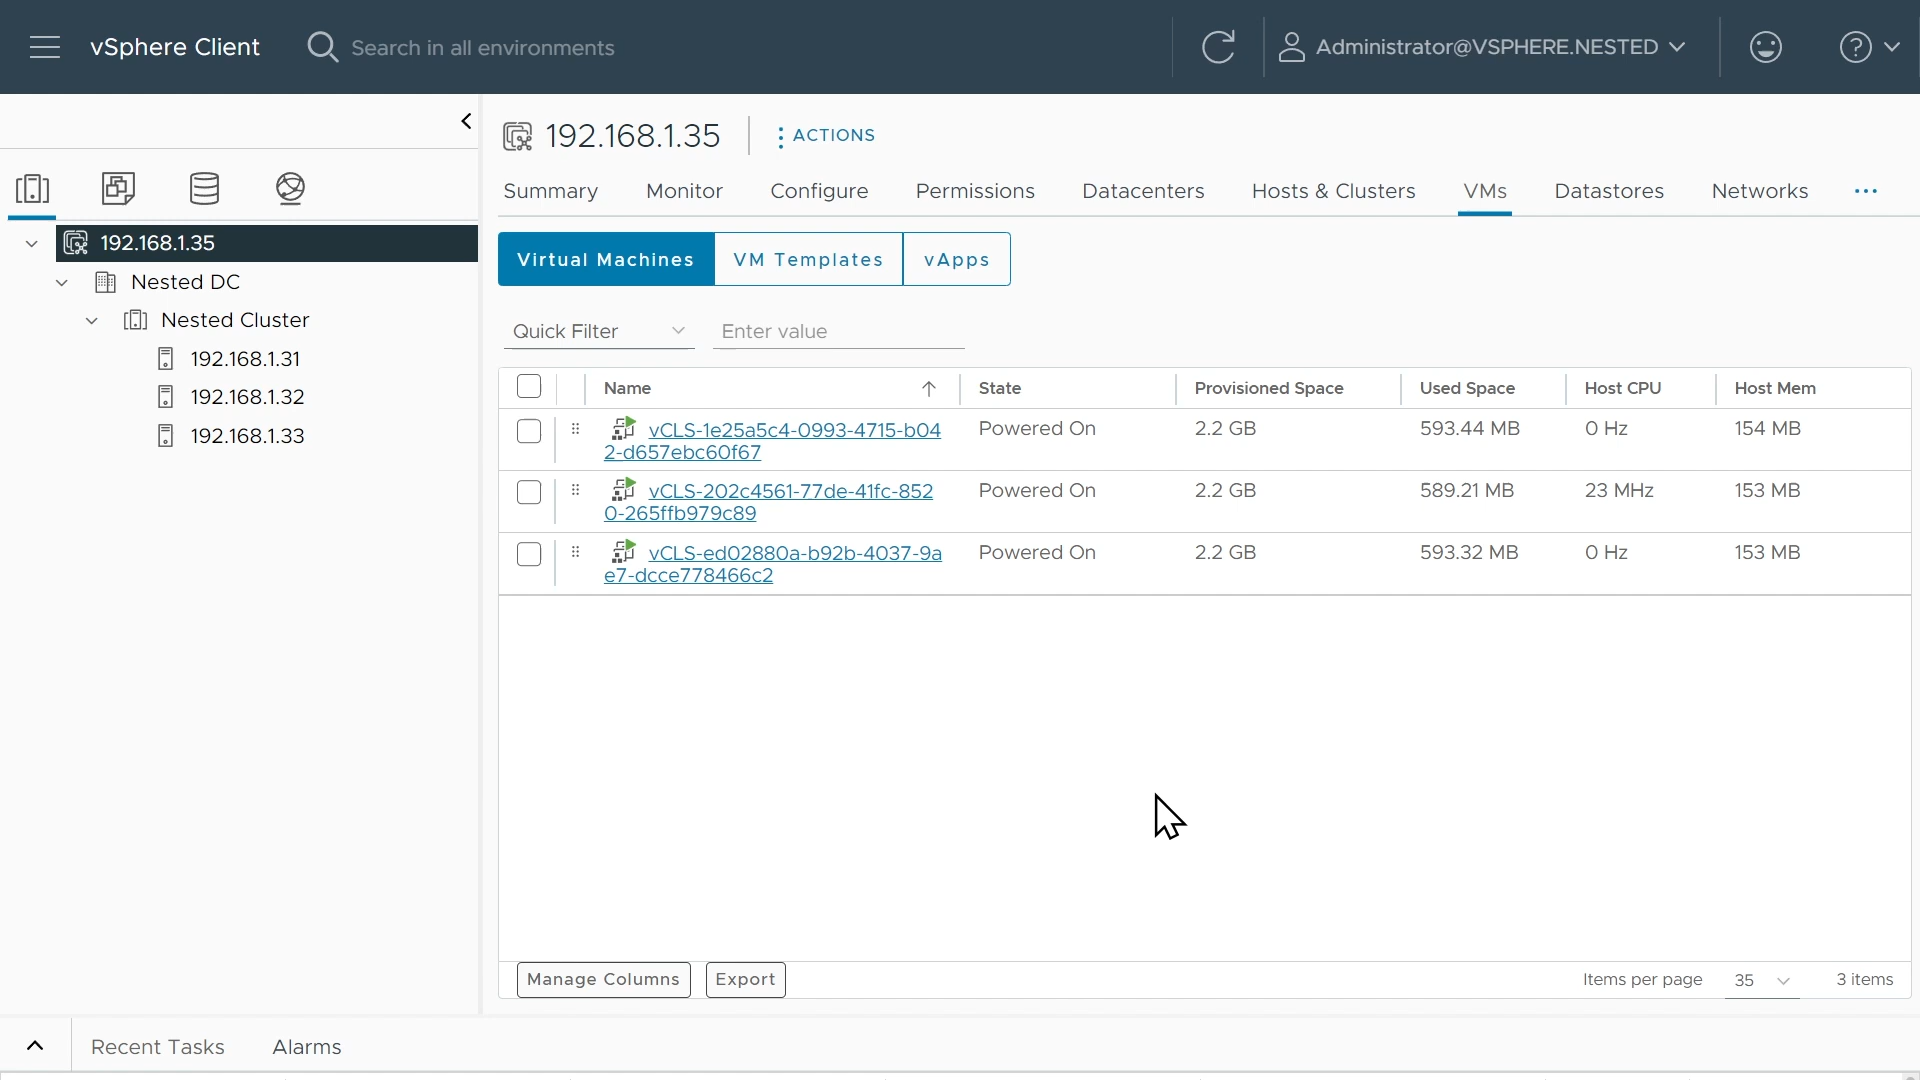 vSphere Client
Search in all environments
Administrator@VSPHERE.NESTED
192.168.1.35
ACTIONS
Summary Monitor Configure Permissions Datacenters Hosts & Clusters VMs Datastores Networks ...
192.168.1.35
Nested DC
Nested Cluster
192.168.1.31
192.168.1.32
192.168.1.33
Virtual Machines VM Templates vApps
Quick Filter Enter value
Name State Provisioned Space Used Space Host CPU Host Mem
vCLS-1e25a5c4-0993-4715-b04 Powered On 2.2 GB 593.44 MB 0 Hz 154 MB
2-d657ebc60f67
vCLS-202c4561-77de-41fc-852 Powered On 2.2 GB 589.21 MB 23 MHz 153 MB
0-265ffb979c89
vCLS-ed02880a-b92b-4037-9a Powered On 2.2 GB 593.32 MB 0 Hz 153 MB
e7-dcce778466c2
Manage Columns Export Items per page 35 3 items
Recent Tasks Alarms